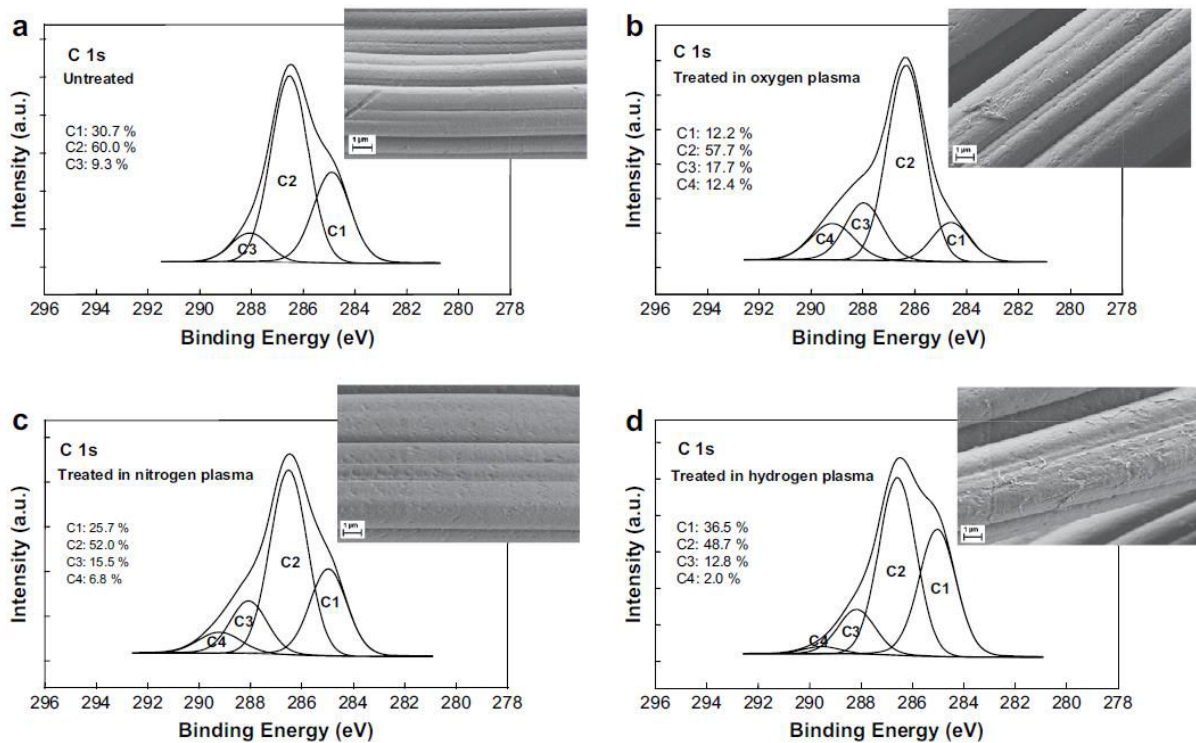 a
C 1s
Untreated
C1: 30.7 %
C2: 60.0 %
C3: 9.3 %
C2
C1
C3
1 µm
Intensity (a.u.)
296 294 292 290 288 286 284 282 280 278
Binding Energy (eV)
b
C 1s
Treated in oxygen plasma
C1: 12.2 %
C2: 57.7 %
C3: 17.7 %
C4: 12.4 %
C2
C3
C4
C1
1 µm
Intensity (a.u.)
296 294 292 290 288 286 284 282 280 278
Binding Energy (eV)
c
C 1s
Treated in nitrogen plasma
C1: 25.7 %
C2: 52.0 %
C3: 15.5 %
C4: 6.8 %
C2
C1
C3
C4
1 µm
Intensity (a.u.)
296 294 292 290 288 286 284 282 280 278
Binding Energy (eV)
d
C 1s
Treated in hydrogen plasma
C1: 36.5 %
C2: 48.7 %
C3: 12.8 %
C4: 2.0 %
C2
C1
C3
C4
1 µm
Intensity (a.u.)
296 294 292 290 288 286 284 282 280 278
Binding Energy (eV)